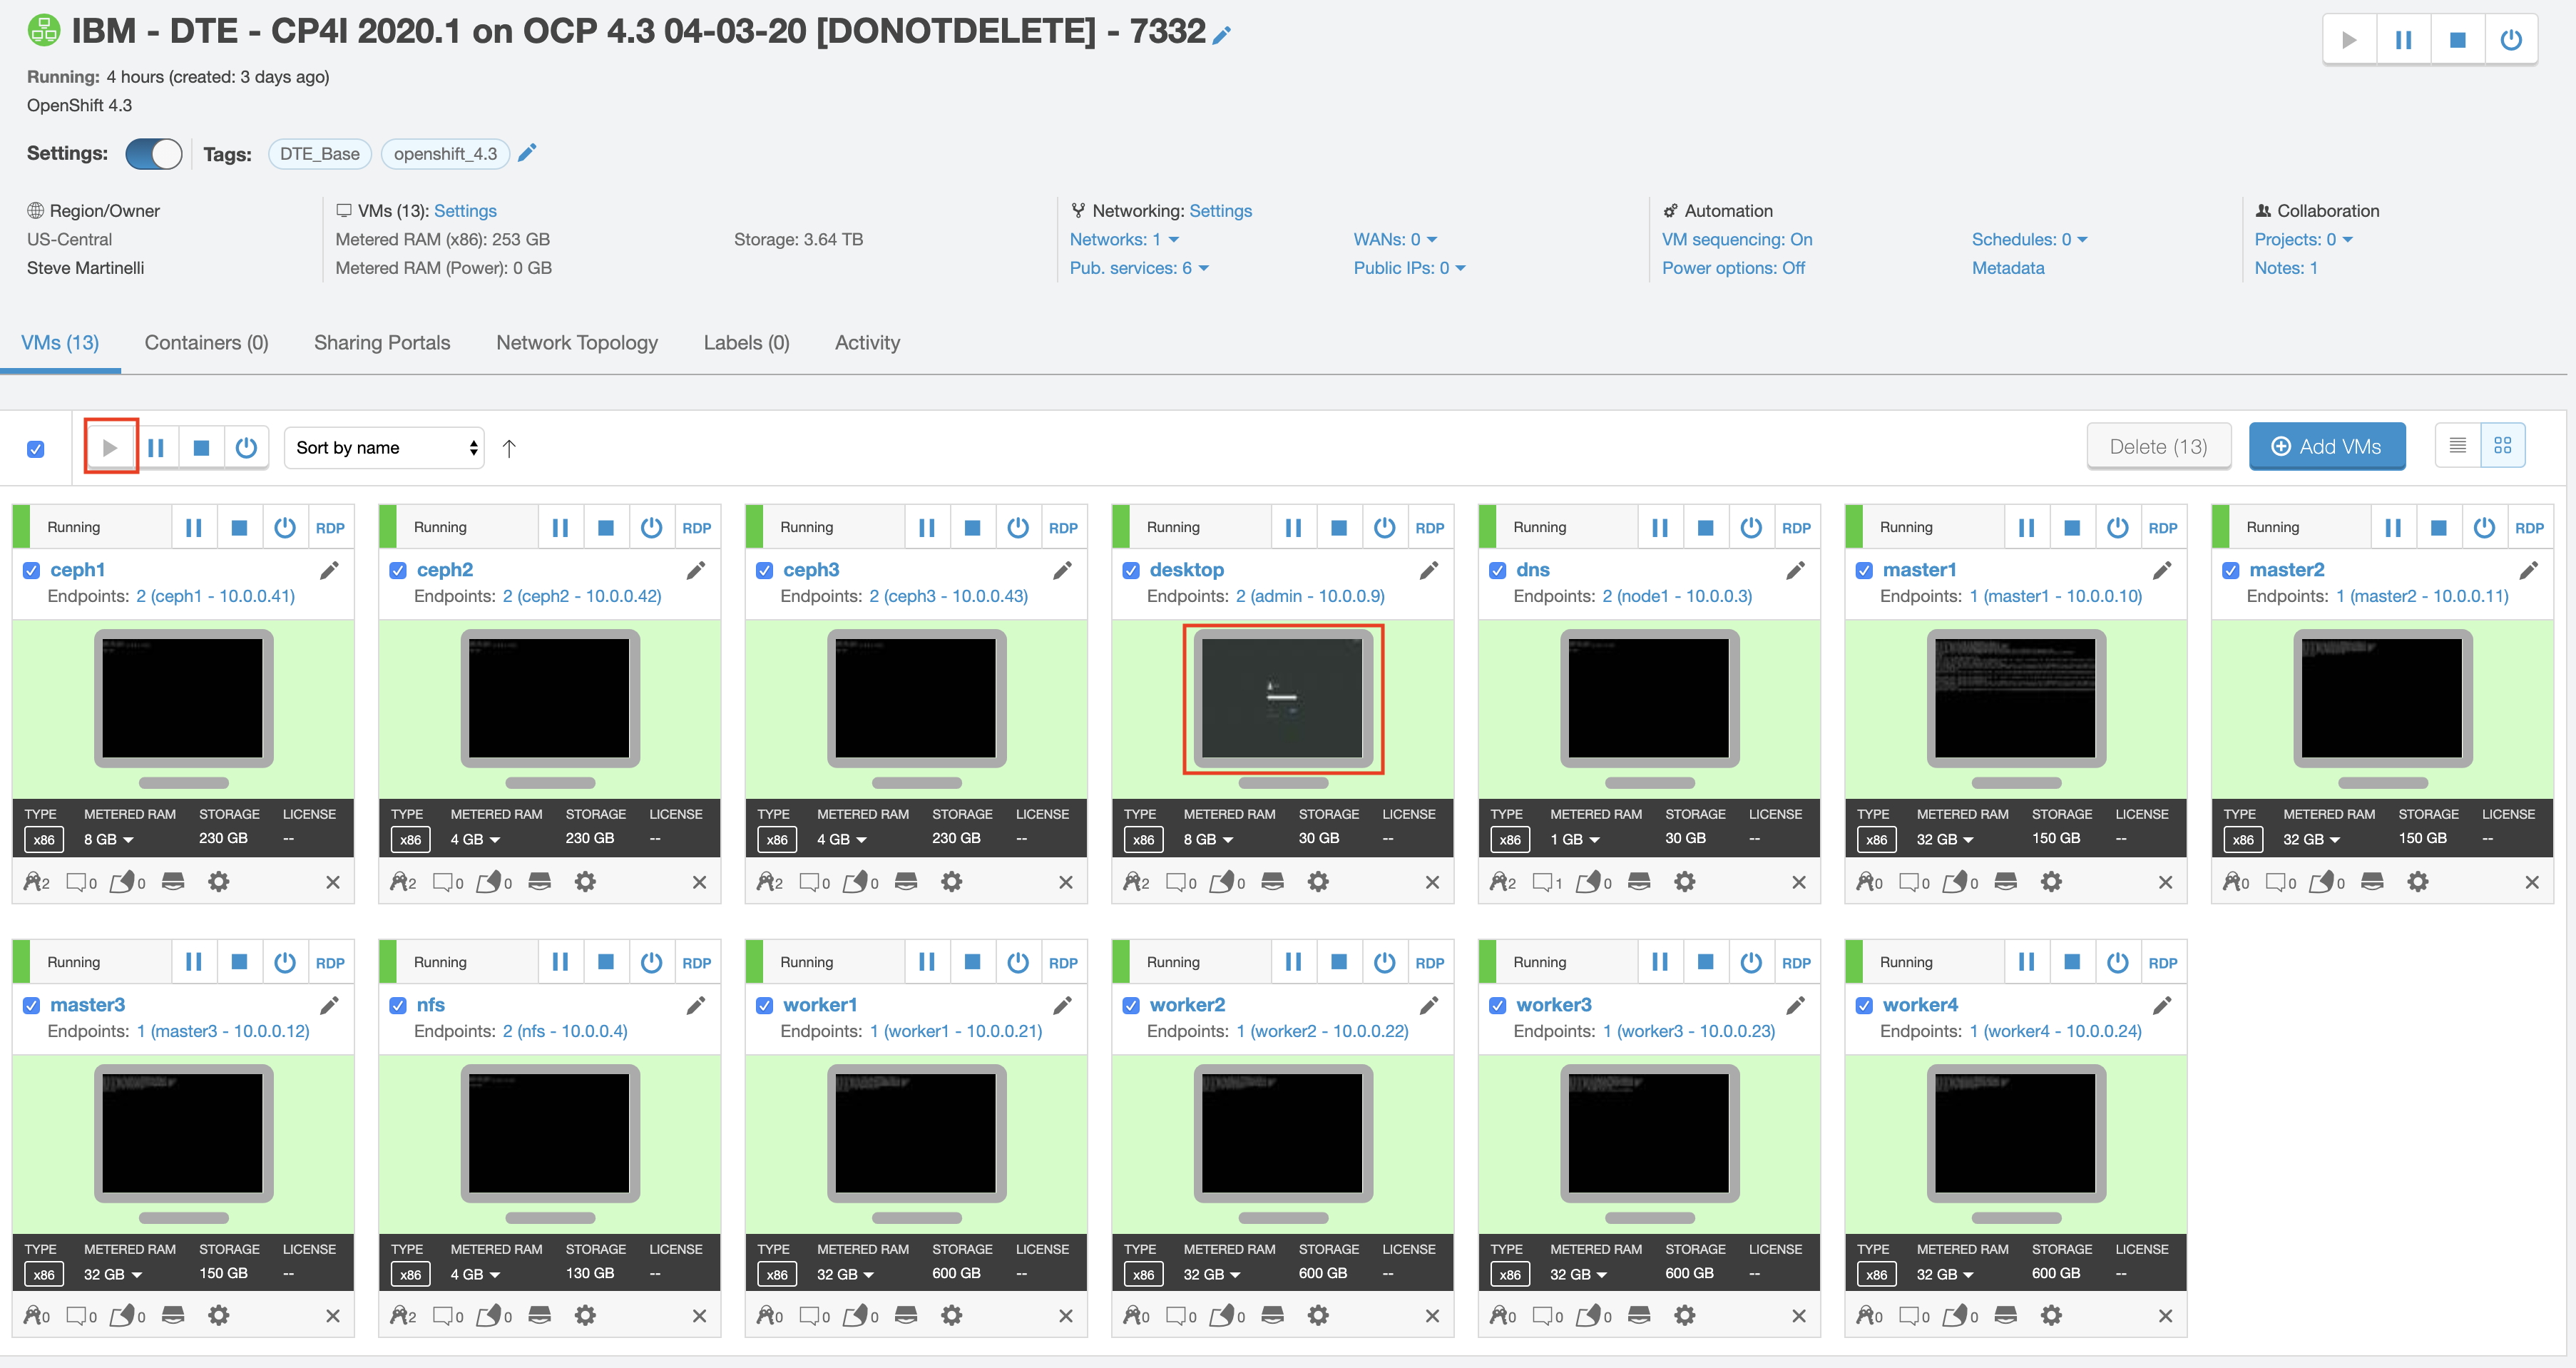 IBM - DTE - CP4I 2020.1 on OCP 4.3 04-03-20 [DONOTDELETE] - 7332
Running: 4 hours (created: 3 days ago)
OpenShift 4.3
Settings: Tags: DTE_Base openshift_4.3
Region/Owner VMs (13): Settings Networking: Settings Automation Collaboration
US-Central Metered RAM (x86): 253 GB Storage: 3.64 TB Networks: 1 WANs: 0 VM sequencing: On Schedules: 0 Projects: 0
Steve Martinelli Metered RAM (Power): 0 GB Pub. services: 6 Public IPs: 0 Power options: Off Metadata Notes: 1
VMs (13) Containers (0) Sharing Portals Network Topology Labels (0) Activity
Sort by name Delete (13) Add VMs
Running RDP Running RDP Running RDP Running RDP Running RDP Running RDP Running RDP
ceph1 ceph2 ceph3 desktop dns master1 master2
Endpoints: 2 (ceph1 - 10.0.0.41) Endpoints: 2 (ceph2 - 10.0.0.42) Endpoints: 2 (ceph3 - 10.0.0.43) Endpoints: 2 (admin - 10.0.0.9) Endpoints: 2 (node1 - 10.0.0.3) Endpoints: 1 (master1 - 10.0.0.10) Endpoints: 1 (master2 - 10.0.0.11)
TYPE METERED RAM STORAGE LICENSE TYPE METERED RAM STORAGE LICENSE TYPE METERED RAM STORAGE LICENSE TYPE METERED RAM STORAGE LICENSE TYPE METERED RAM STORAGE LICENSE TYPE METERED RAM STORAGE LICENSE TYPE METERED RAM STORAGE LICENSE
x86 8 GB 230 GB -- x86 4 GB 230 GB -- x86 4 GB 230 GB -- x86 8 GB 30 GB -- x86 1 GB 30 GB -- x86 32 GB 150 GB -- x86 32 GB 150 GB --
2 0 0 2 0 0 2 0 0 2 0 0 2 1 0 0 0 0 0 0 0
Running RDP Running RDP Running RDP Running RDP Running RDP Running RDP
master3 nfs worker1 worker2 worker3 worker4
Endpoints: 1 (master3 - 10.0.0.12) Endpoints: 2 (nfs - 10.0.0.4) Endpoints: 1 (worker1 - 10.0.0.21) Endpoints: 1 (worker2 - 10.0.0.22) Endpoints: 1 (worker3 - 10.0.0.23) Endpoints: 1 (worker4 - 10.0.0.24)
TYPE METERED RAM STORAGE LICENSE TYPE METERED RAM STORAGE LICENSE TYPE METERED RAM STORAGE LICENSE TYPE METERED RAM STORAGE LICENSE TYPE METERED RAM STORAGE LICENSE TYPE METERED RAM STORAGE LICENSE
x86 32 GB 150 GB -- x86 4 GB 130 GB -- x86 32 GB 600 GB -- x86 32 GB 600 GB -- x86 32 GB 600 GB -- x86 32 GB 600 GB --
0 0 0 2 0 0 0 0 0 0 0 0 0 0 0 0 0 0